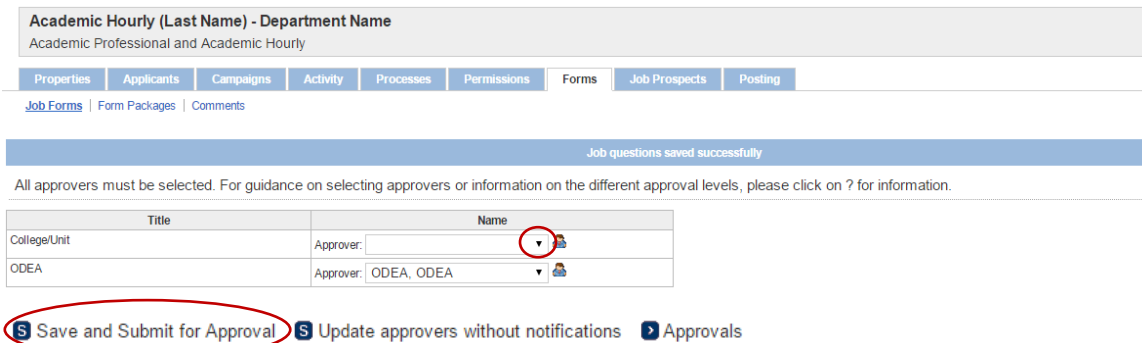 Academic Hourly (Last Name) - Department Name
Academic Professional and Academic Hourly
Properties Applicants Campaigns Activity Processes Permissions Forms Job Prospects Posting
Job Forms | Form Packages | Comments
Job questions saved successfully
All approvers must be selected. For guidance on selecting approvers or information on the different approval levels, please click on ? for information.
Title Name
College/Unit Approver:
ODEA Approver: ODEA, ODEA
S Save and Submit for Approval S Update approvers without notifications Approvals